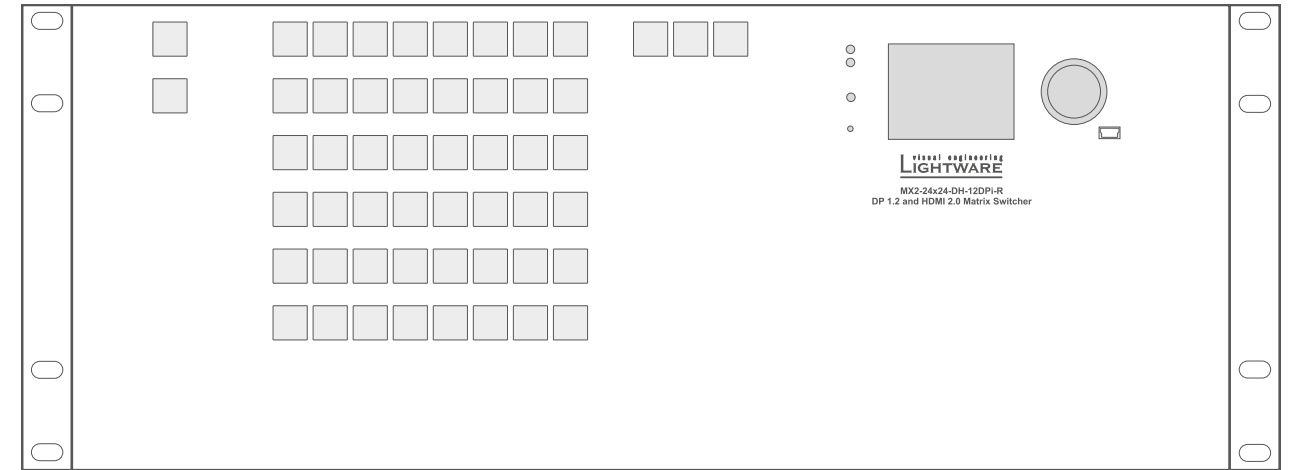 visual engineering
LIGHTWARE
MX2-24x24-DH-12DPi-R
DP 1.2 and HDMI 2.0 Matrix Switcher